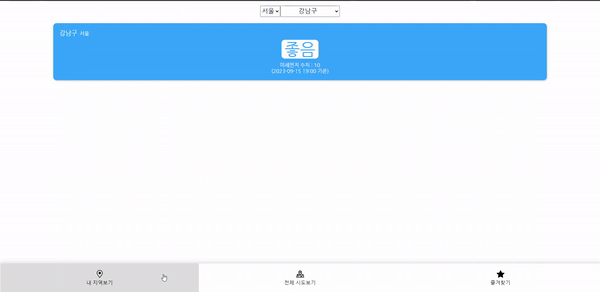 서울 강남구
강남구 서울
좋음
미세먼지 수치 : 10
(2023-09-15 19:00 기준)
내 지역보기 전체 시도보기 즐겨찾기